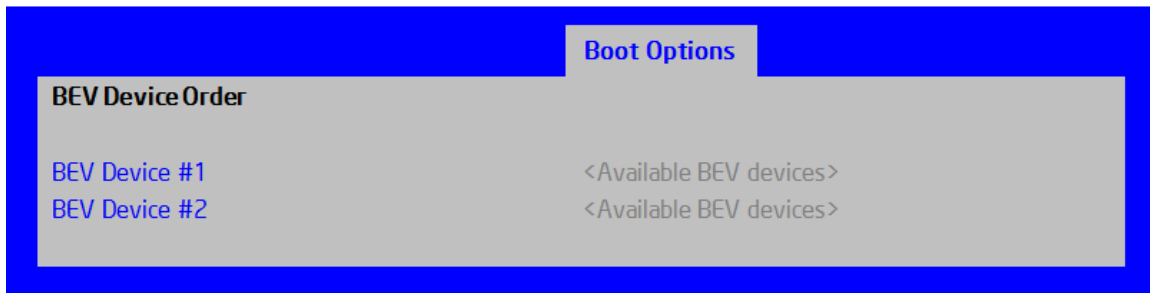 Boot Options
BEV Device Order
BEV Device #1 <Available BEV devices>
BEV Device #2 <Available BEV devices>